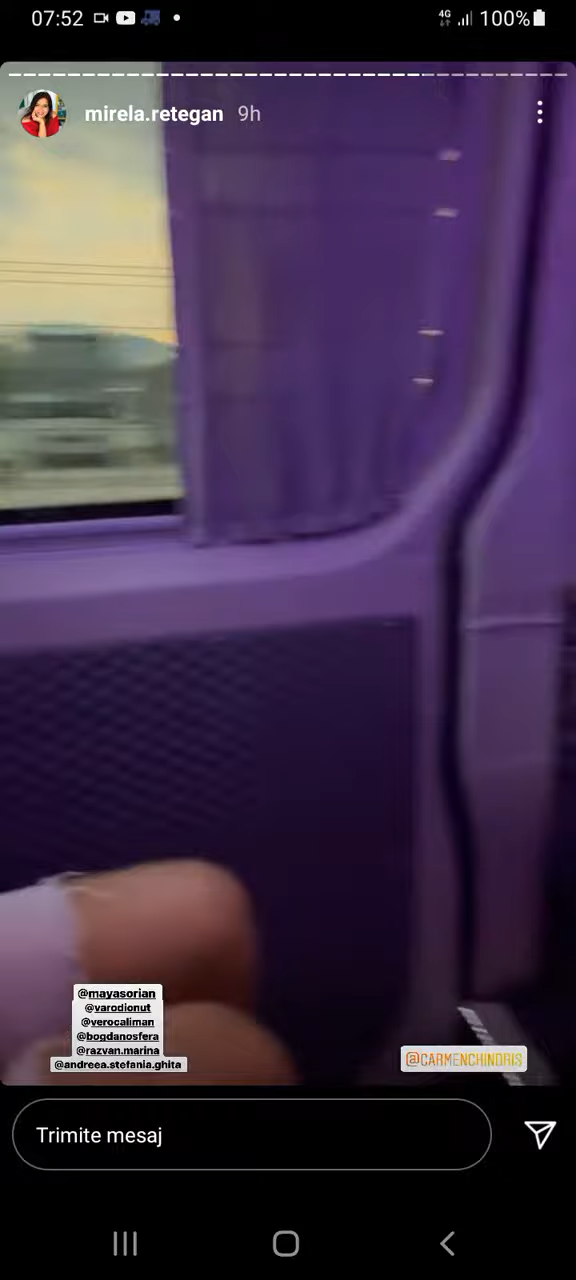 07:52
4G
100%
mirela.retegan 9h
@mayasorian
@varodionut
@verocaliman
@bogdanosfera
@razvan.marina
@andreea.stefania.ghita
@CARMENCHINDRIS
Trimite mesaj